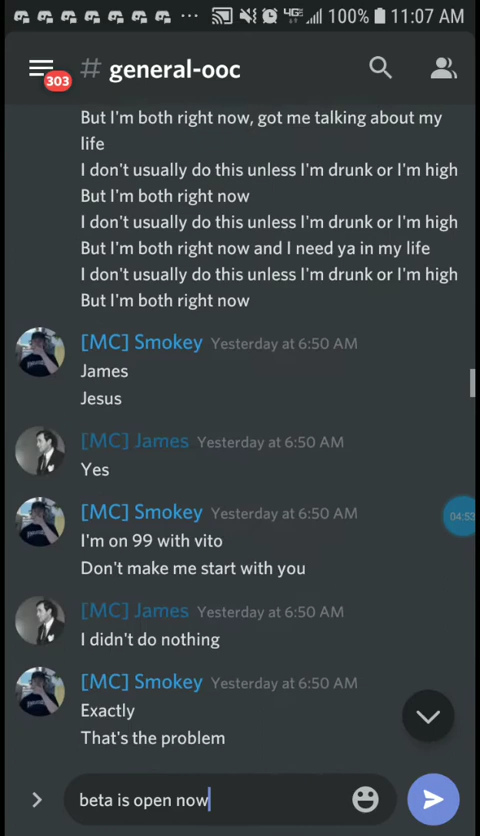 100% 11:07 AM
# general-ooc
303
But I'm both right now, got me talking about my
life
I don't usually do this unless I'm drunk or I'm high
But I'm both right now
I don't usually do this unless I'm drunk or I'm high
But I'm both right now and I need ya in my life
I don't usually do this unless I'm drunk or I'm high
But I'm both right now
[MC] Smokey Yesterday at 6:50 AM
James
Jesus
[MC] James Yesterday at 6:50 AM
Yes
[MC] Smokey Yesterday at 6:50 AM
04:53
I'm on 99 with vito
Don't make me start with you
[MC] James Yesterday at 6:50 AM
I didn't do nothing
[MC] Smokey Yesterday at 6:50 AM
Exactly
That's the problem
beta is open now